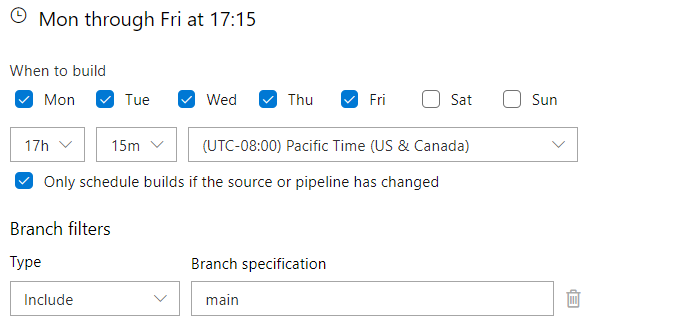 Mon through Fri at 17:15
When to build
Mon Tue Wed Thu Fri Sat Sun
17h 15m (UTC-08:00) Pacific Time (US & Canada)
Only schedule builds if the source or pipeline has changed
Branch filters
Type Branch specification
Include main